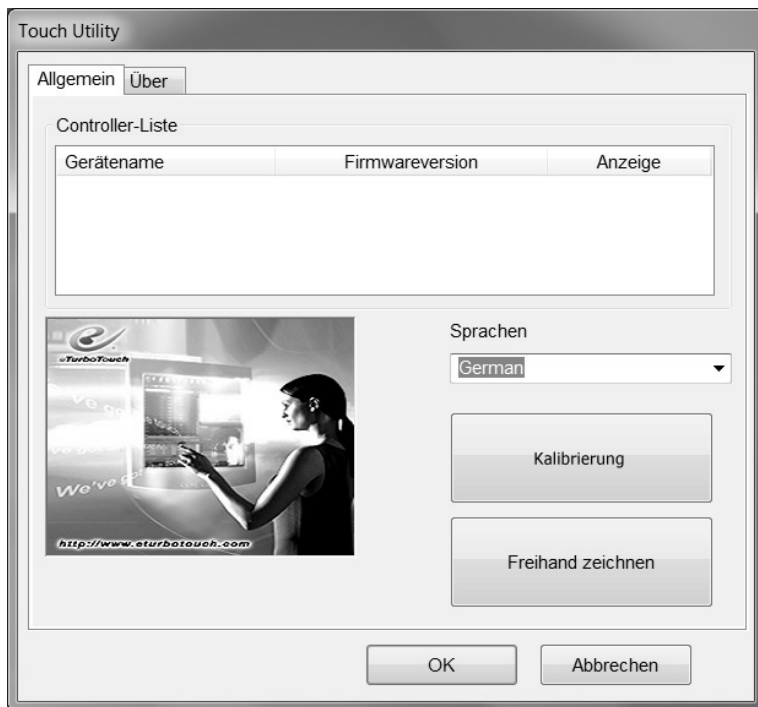 Touch Utility
Allgemein Über
Controller-Liste
Gerätename Firmwareversion Anzeige
eTurboTouch
We've
http://www.eturbotouch.com
Sprachen
German
Kalibrierung
Freihand zeichnen
OK Abbrechen